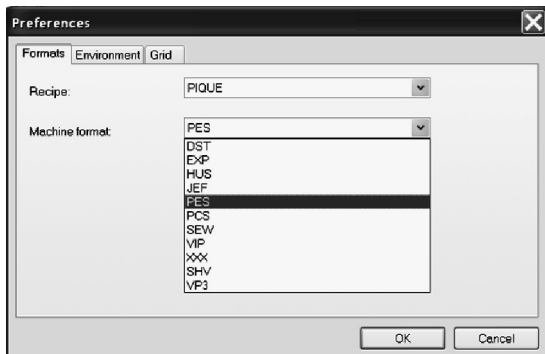 Preferences
Formats Environment Grid
Recipe: PIQUE
Machine format: PES
DST
EXP
HUS
JEF
PES
PCS
SEW
VIP
XXX
SHV
VP3
OK Cancel